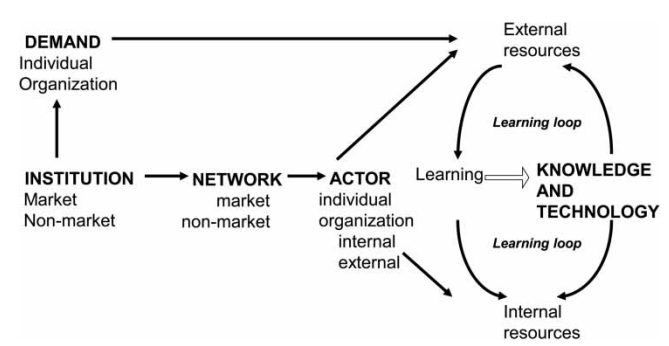 DEMAND
Individual
Organization
External
resources
Learning loop
INSTITUTION
Market
Non-market
NETWORK
market
non-market
ACTOR
individual
organization
internal
external
Learning
KNOWLEDGE
AND
TECHNOLOGY
Learning loop
Internal
resources